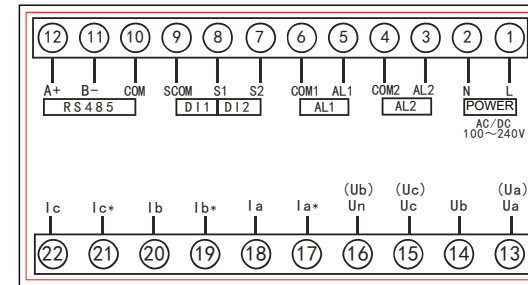 12 11 10 9 8 7 6 5 4 3 2 1
A+ B- COM SCOM S1 S2 COM1 AL1 COM2 AL2 N L
RS485 DI1 DI2 AL1 AL2 POWER
AC/DC
100～240V
(Ub) (Uc) (Ua)
Ic Ic* Ib Ib* Ia Ia* Un Uc Ub Ua
22 21 20 19 18 17 16 15 14 13